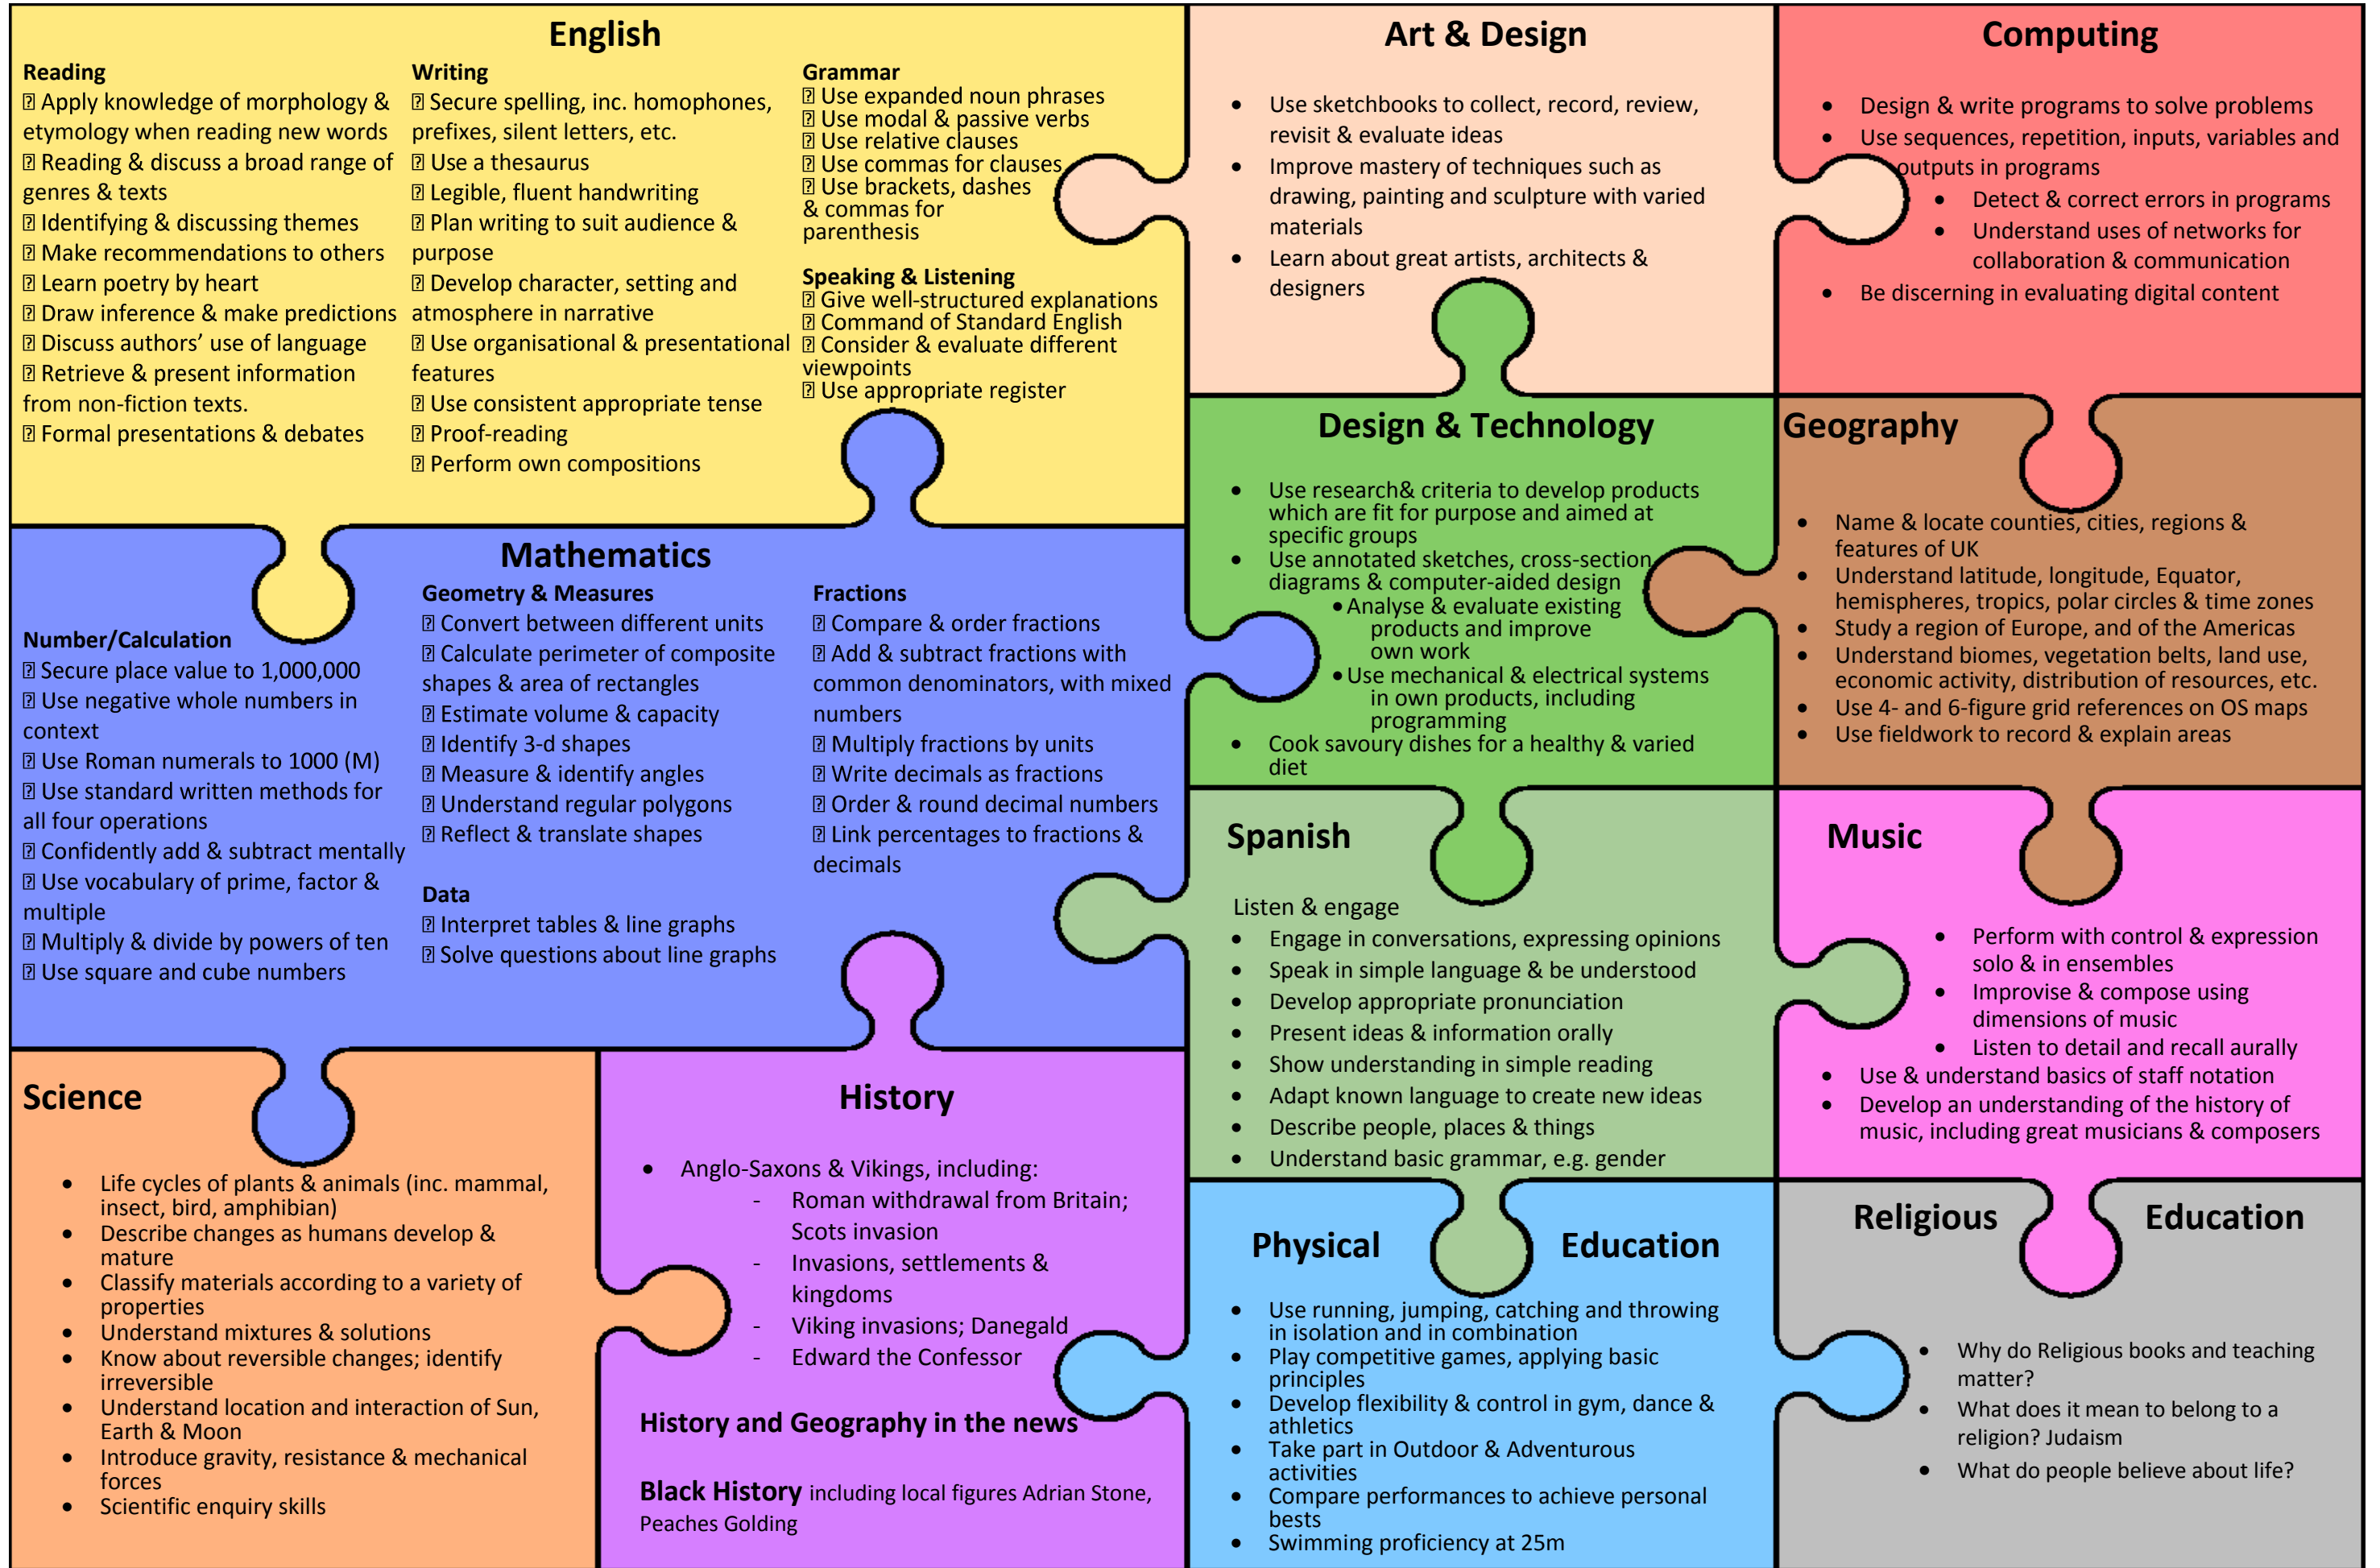 English
Reading
⍰ Apply knowledge of morphology &
etymology when reading new words
⍰ Reading & discuss a broad range of
genres & texts
⍰ Identifying & discussing themes
⍰ Make recommendations to others
⍰ Learn poetry by heart
⍰ Draw inference & make predictions
⍰ Discuss authors’ use of language
⍰ Retrieve & present information
from non-fiction texts.
⍰ Formal presentations & debates
Writing
⍰ Secure spelling, inc. homophones,
prefixes, silent letters, etc.
⍰ Use a thesaurus
⍰ Legible, fluent handwriting
⍰ Plan writing to suit audience &
purpose
⍰ Develop character, setting and
atmosphere in narrative
⍰ Use organisational & presentational
features
⍰ Use consistent appropriate tense
⍰ Proof-reading
⍰ Perform own compositions
Grammar
⍰ Use expanded noun phrases
⍰ Use modal & passive verbs
⍰ Use relative clauses
⍰ Use commas for clauses
⍰ Use brackets, dashes
& commas for
parenthesis
Speaking & Listening
⍰ Give well-structured explanations
⍰ Command of Standard English
⍰ Consider & evaluate different
viewpoints
⍰ Use appropriate register
Art & Design
• Use sketchbooks to collect, record, review,
revisit & evaluate ideas
• Improve mastery of techniques such as
drawing, painting and sculpture with varied
materials
• Learn about great artists, architects &
designers
Computing
• Design & write programs to solve problems
• Use sequences, repetition, inputs, variables and
outputs in programs
• Detect & correct errors in programs
• Understand uses of networks for
collaboration & communication
• Be discerning in evaluating digital content
Mathematics
Number/Calculation
⍰ Secure place value to 1,000,000
⍰ Use negative whole numbers in
context
⍰ Use Roman numerals to 1000 (M)
⍰ Use standard written methods for
all four operations
⍰ Confidently add & subtract mentally
⍰ Use vocabulary of prime, factor &
multiple
⍰ Multiply & divide by powers of ten
⍰ Use square and cube numbers
Geometry & Measures
⍰ Convert between different units
⍰ Calculate perimeter of composite
shapes & area of rectangles
⍰ Estimate volume & capacity
⍰ Identify 3-d shapes
⍰ Measure & identify angles
⍰ Understand regular polygons
⍰ Reflect & translate shapes
Data
⍰ Interpret tables & line graphs
⍰ Solve questions about line graphs
Fractions
⍰ Compare & order fractions
⍰ Add & subtract fractions with
common denominators, with mixed
numbers
⍰ Multiply fractions by units
⍰ Write decimals as fractions
⍰ Order & round decimal numbers
⍰ Link percentages to fractions &
decimals
Design & Technology
• Use research& criteria to develop products
which are fit for purpose and aimed at
specific groups
• Use annotated sketches, cross-section
diagrams & computer-aided design
• Analyse & evaluate existing
products and improve
own work
• Use mechanical & electrical systems
in own products, including
programming
• Cook savoury dishes for a healthy & varied
diet
Geography
• Name & locate counties, cities, regions &
features of UK
• Understand latitude, longitude, Equator,
hemispheres, tropics, polar circles & time zones
• Study a region of Europe, and of the Americas
• Understand biomes, vegetation belts, land use,
economic activity, distribution of resources, etc.
• Use 4- and 6-figure grid references on OS maps
• Use fieldwork to record & explain areas
Spanish
Listen & engage
• Engage in conversations, expressing opinions
• Speak in simple language & be understood
• Develop appropriate pronunciation
• Present ideas & information orally
• Show understanding in simple reading
• Adapt known language to create new ideas
• Describe people, places & things
• Understand basic grammar, e.g. gender
Music
• Perform with control & expression
solo & in ensembles
• Improvise & compose using
dimensions of music
• Listen to detail and recall aurally
• Use & understand basics of staff notation
• Develop an understanding of the history of
music, including great musicians & composers
Science
• Life cycles of plants & animals (inc. mammal,
insect, bird, amphibian)
• Describe changes as humans develop &
mature
• Classify materials according to a variety of
properties
• Understand mixtures & solutions
• Know about reversible changes; identify
irreversible
• Understand location and interaction of Sun,
Earth & Moon
• Introduce gravity, resistance & mechanical
forces
• Scientific enquiry skills
History
• Anglo-Saxons & Vikings, including:
- Roman withdrawal from Britain;
Scots invasion
- Invasions, settlements &
kingdoms
- Viking invasions; Danegald
- Edward the Confessor
History and Geography in the news
Black History including local figures Adrian Stone,
Peaches Golding
Physical Education
• Use running, jumping, catching and throwing
in isolation and in combination
• Play competitive games, applying basic
principles
• Develop flexibility & control in gym, dance &
athletics
• Take part in Outdoor & Adventurous
activities
• Compare performances to achieve personal
bests
• Swimming proficiency at 25m
Religious Education
• Why do Religious books and teaching
matter?
• What does it mean to belong to a
religion? Judaism
• What do people believe about life?